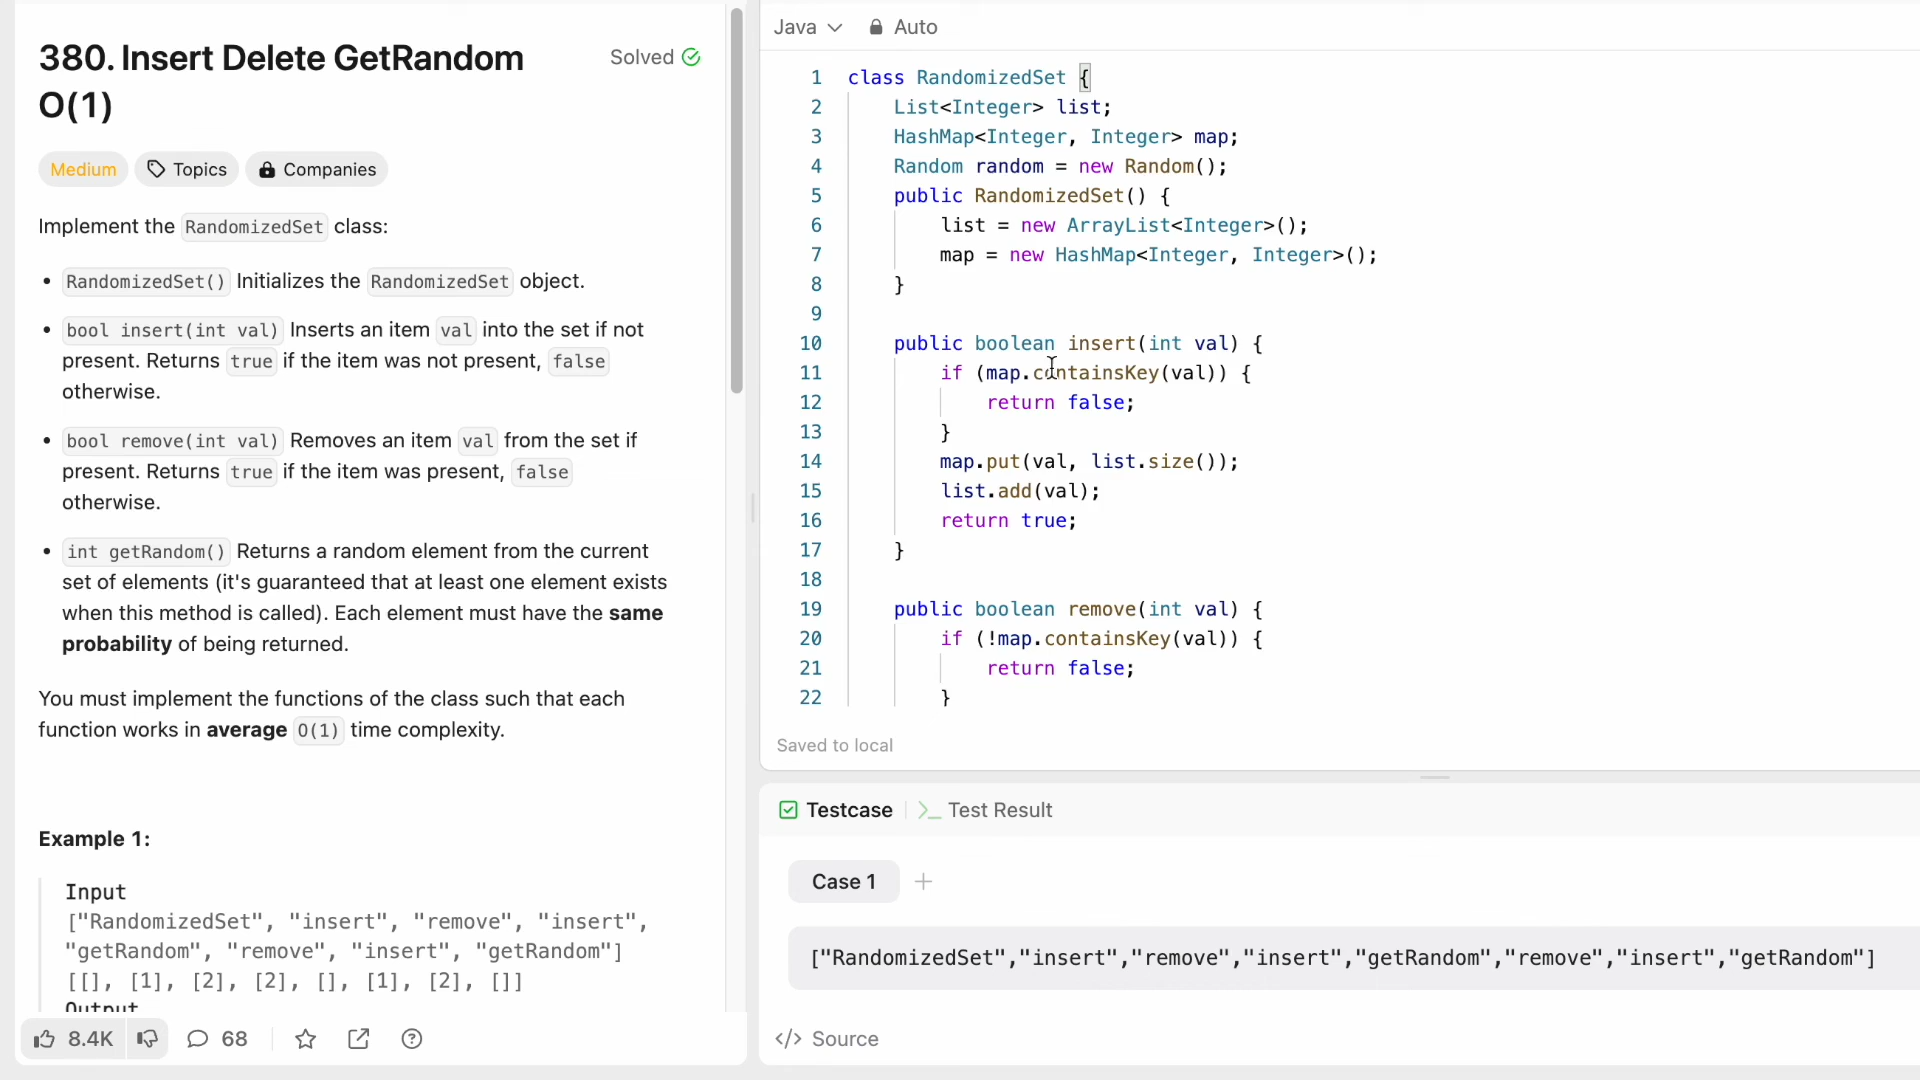 380. Insert Delete GetRandom
O(1)
Solved
Medium Topics Companies
Implement the RandomizedSet class:
• RandomizedSet() Initializes the RandomizedSet object.
• bool insert(int val) Inserts an item val into the set if not
present. Returns true if the item was not present, false
otherwise.
• bool remove(int val) Removes an item val from the set if
present. Returns true if the item was present, false
otherwise.
• int getRandom() Returns a random element from the current
set of elements (it's guaranteed that at least one element exists
when this method is called). Each element must have the same
probability of being returned.
You must implement the functions of the class such that each
function works in average O(1) time complexity.
Example 1:
Input
["RandomizedSet", "insert", "remove", "insert",
"getRandom", "remove", "insert", "getRandom"]
[[], [1], [2], [2], [], [1], [2], []]
Output
8.4K 68
Java Auto
1 class RandomizedSet {
2 List<Integer> list;
3 HashMap<Integer, Integer> map;
4 Random random = new Random();
5 public RandomizedSet() {
6 list = new ArrayList<Integer>();
7 map = new HashMap<Integer, Integer>();
8 }
9
10 public boolean insert(int val) {
11 if (map.containsKey(val)) {
12 return false;
13 }
14 map.put(val, list.size());
15 list.add(val);
16 return true;
17 }
18
19 public boolean remove(int val) {
20 if (!map.containsKey(val)) {
21 return false;
22 }
Saved to local
Testcase >_ Test Result
Case 1 +
["RandomizedSet","insert","remove","insert","getRandom","remove","insert","getRandom"]
</> Source